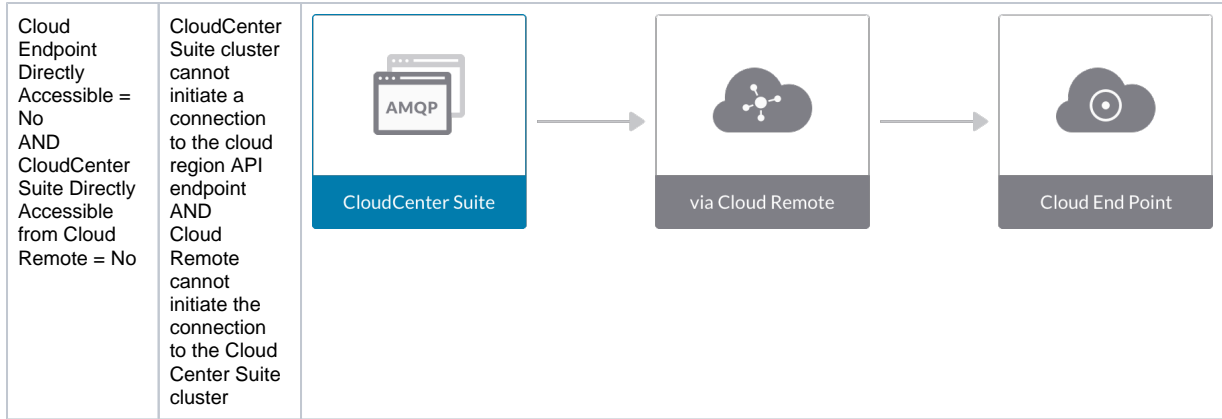 Cloud
Endpoint
Directly
Accessible =
No
AND
CloudCenter
Suite Directly
Accessible
from Cloud
Remote = No
CloudCenter
Suite cluster
cannot
initiate a
connection
to the cloud
region API
endpoint
AND
Cloud
Remote
cannot
initiate the
connection
to the Cloud
Center Suite
cluster
AMQP
CloudCenter Suite
via Cloud Remote
Cloud End Point